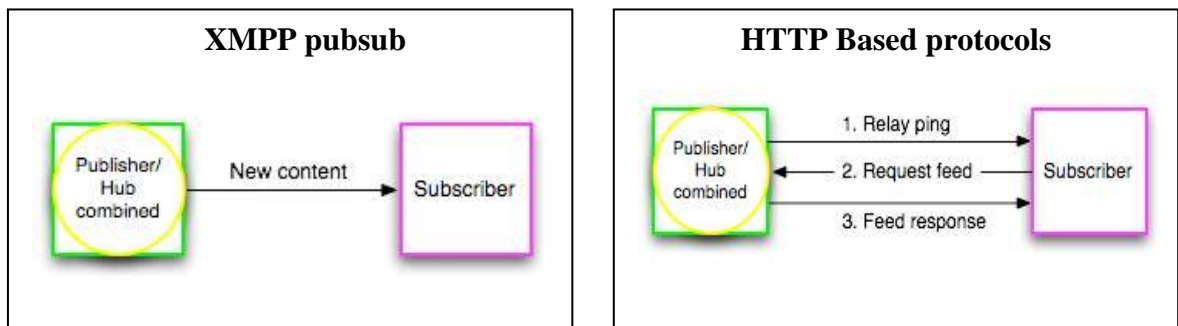 XMPP pubsub
Publisher/
Hub
combined
New content
Subscriber
HTTP Based protocols
Publisher/
Hub
combined
1. Relay ping
2. Request feed
3. Feed response
Subscriber